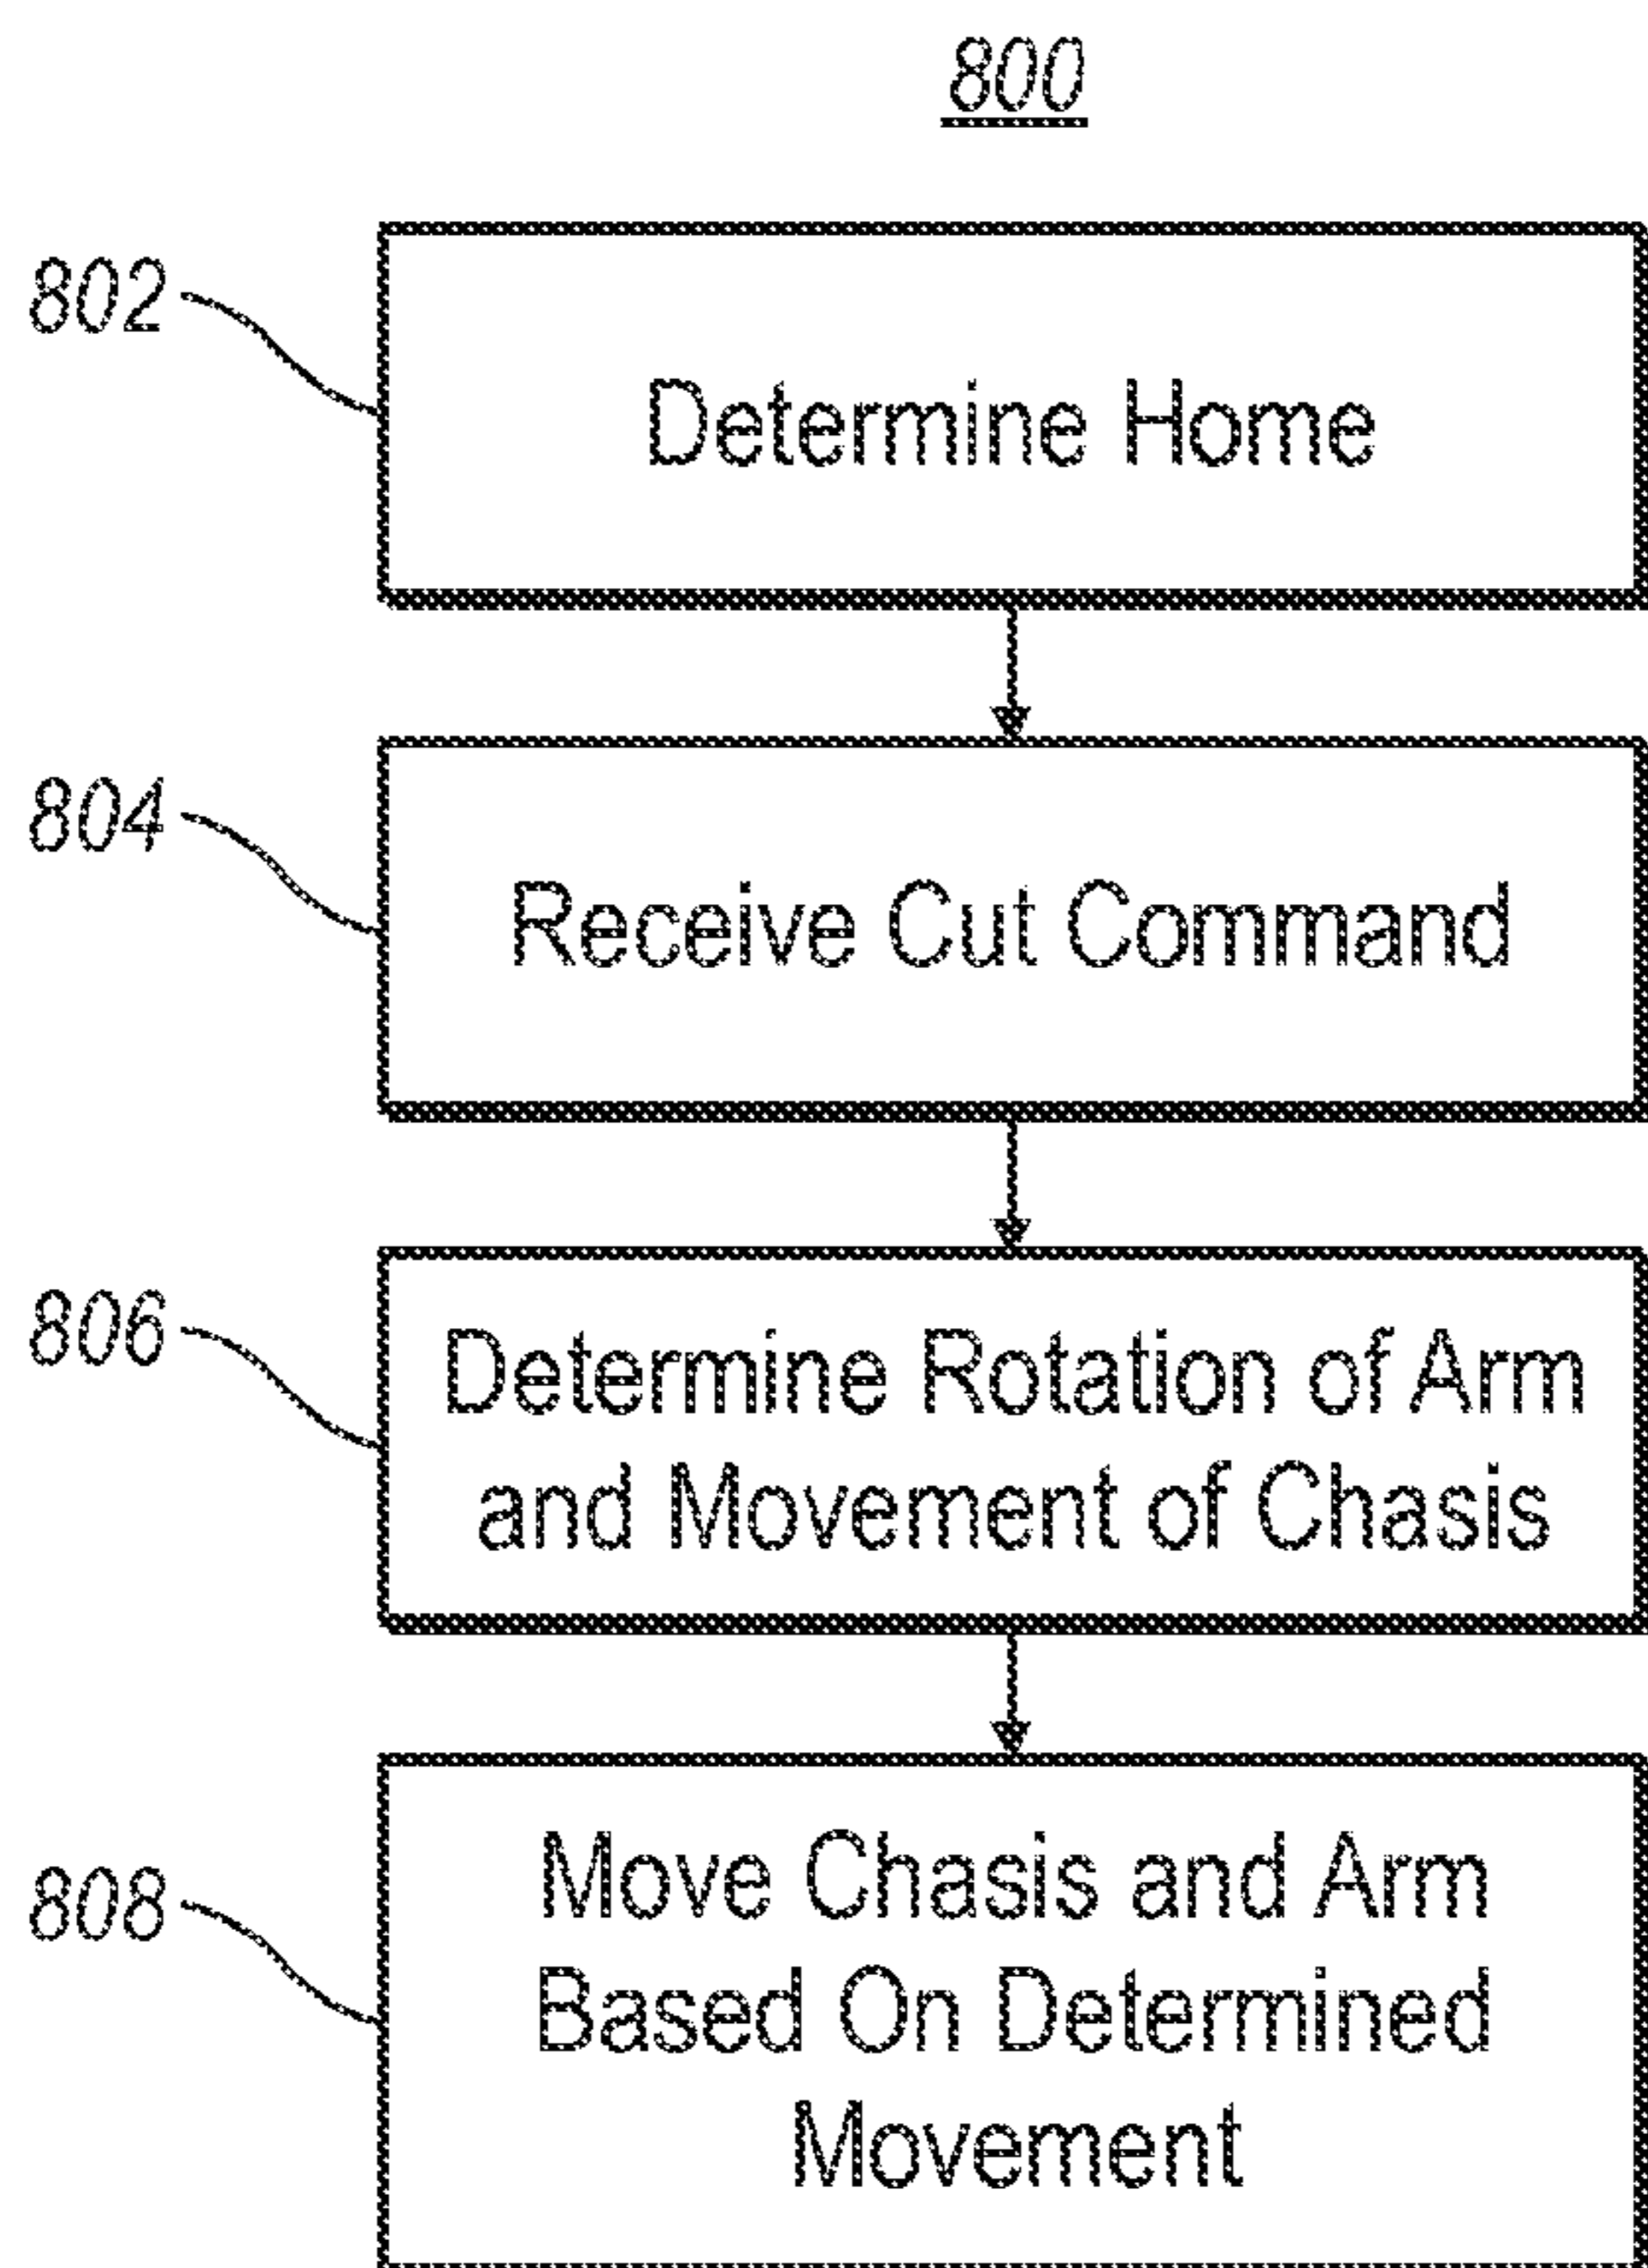 800
802
Determine Home
804
Receive Cut Command
806
Determine Rotation of Arm
and Movement of Chasis
808
Move Chasis and Arm
Based On Determined
Movement